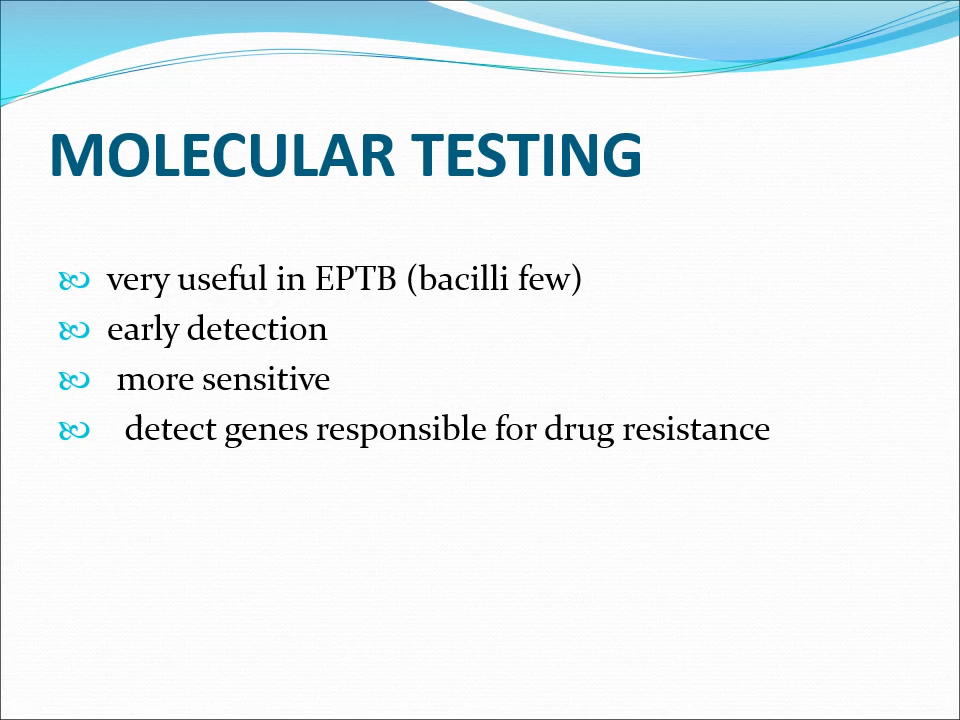 MOLECULAR TESTING
very useful in EPTB (bacilli few)
early detection
more sensitive
detect genes responsible for drug resistance